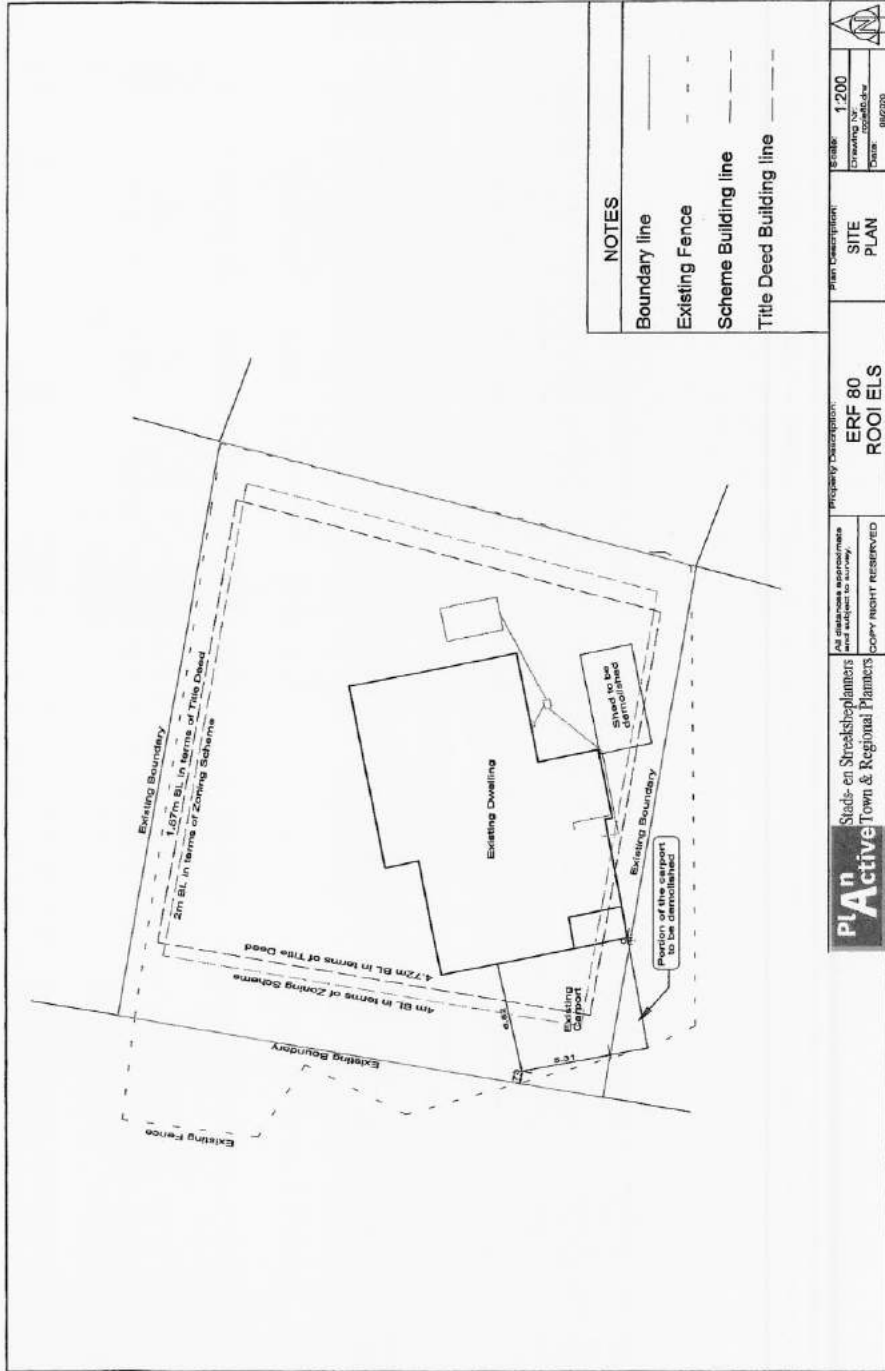 Existing Boundary
1.57m BL in terms of Title Deed
2m BL in terms of Zoning Scheme
4.72m BL in terms of Title Deed
4m BL in terms of Zoning Scheme
Existing Boundary
Existing Fence
Existing Dwelling
Shed to be
demolished
Existing Boundary
Portion of the carport
to be demolished
Existing
Carport
6.31
NOTES
Boundary line
Existing Fence
Scheme Building line
Title Deed Building line
Plan Active
Stads- en Streeksbeplanners
Town & Regional Planners
All distances approximate
and subject to survey.
COPY RIGHT RESERVED
Property Description:
ERF 80
ROOI ELS
Plan Description:
SITE
PLAN
Scale:
1:200
Drawing Nr:
rooiel80.drw
Date:
N